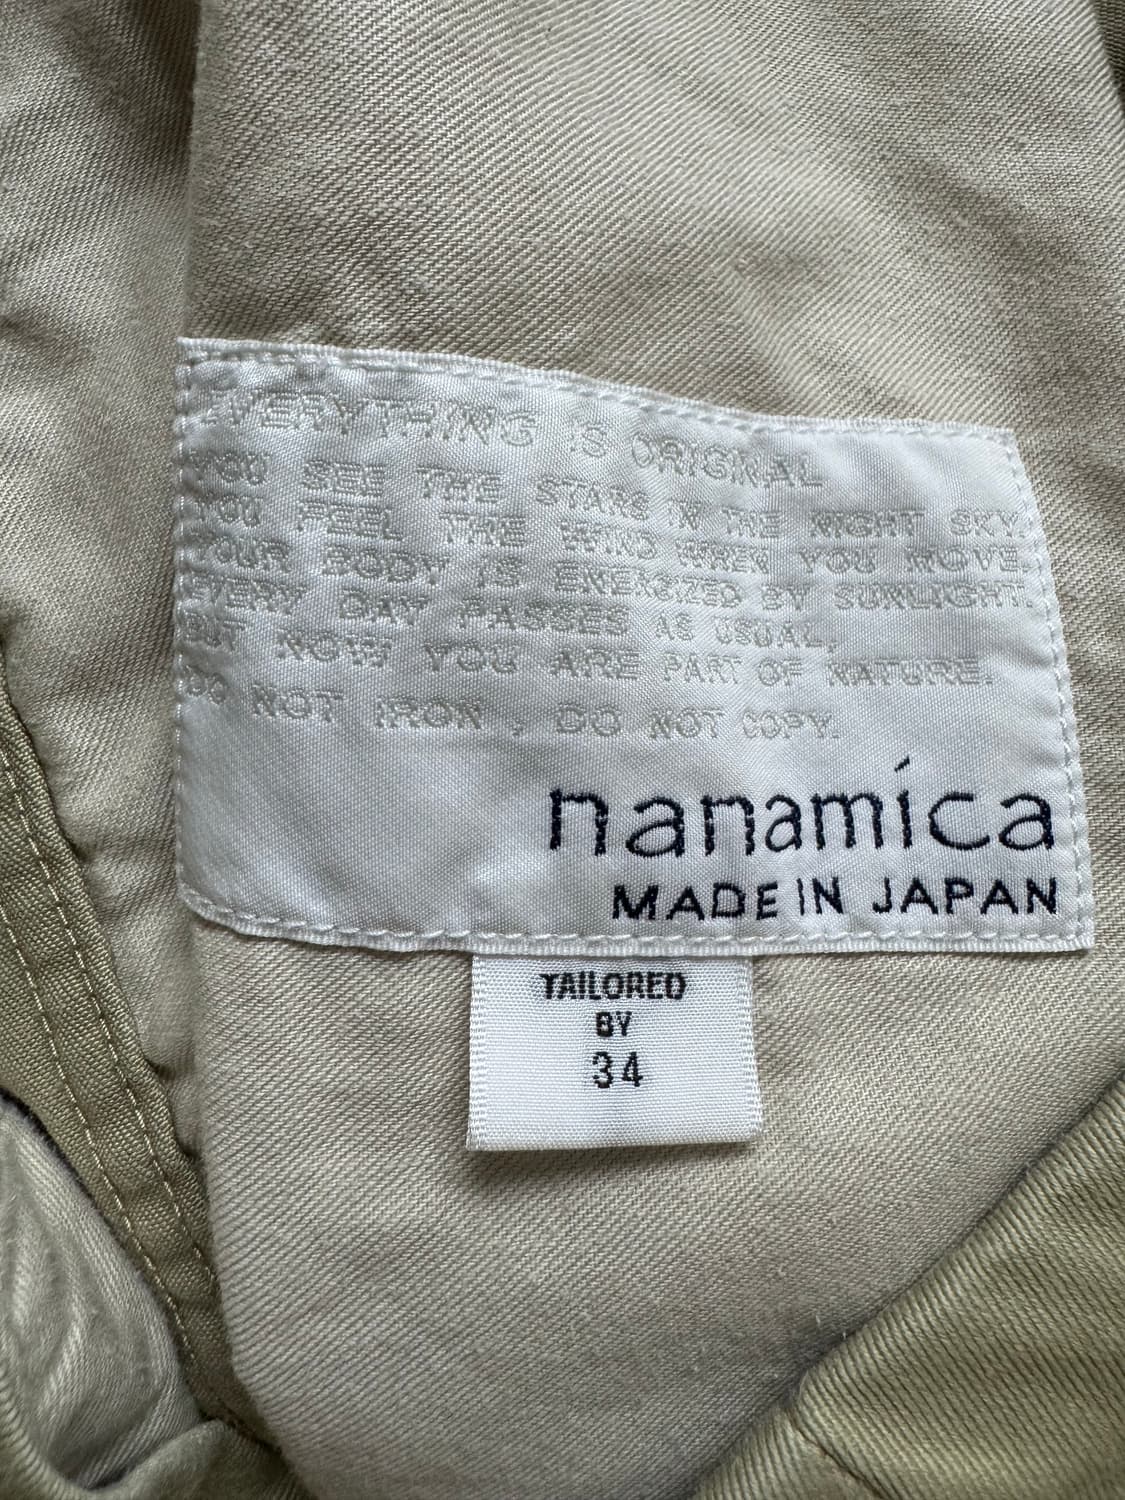 EVERYTHING IS ORIGINAL
YOU SEE THE STARS IN THE NIGHT SKY.
YOU FEEL THE WIND WHEN YOU MOVE.
YOUR BODY IS ENERGIZED BY SUNLIGHT.
EVERY DAY PASSES AS USUAL,
BUT NOW YOU ARE PART OF NATURE.
DO NOT IRON , DO NOT COPY.
nanamíca
MADE IN JAPAN
TAILORED
BY
34